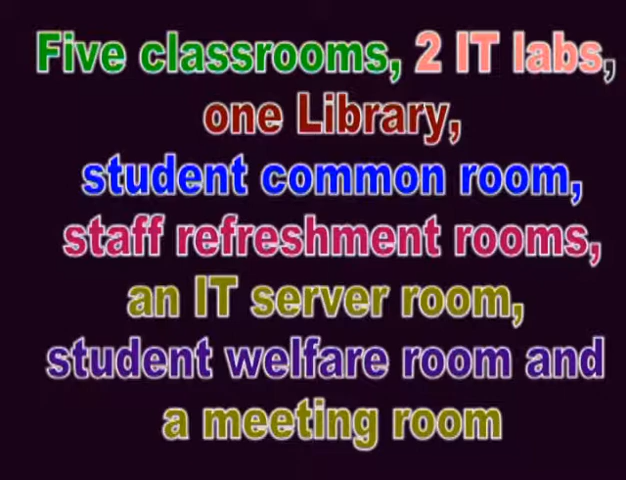 Five classrooms, 2 IT labs,
one Library,
student common room,
staff refreshment rooms,
an IT server room,
student welfare room and
a meeting room